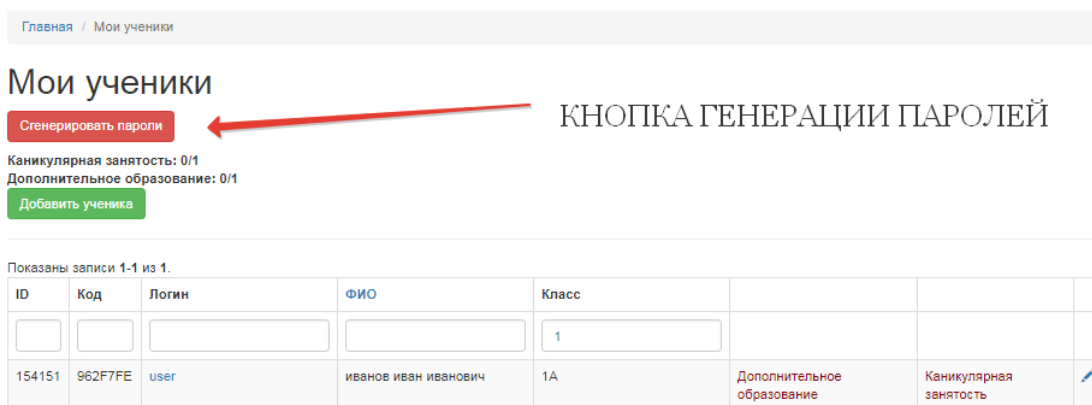 Главная / Мои ученики
Мои ученики
Сгенерировать пароли
КНОПКА ГЕНЕРАЦИИ ПАРОЛЕЙ
Каникулярная занятость: 0/1
Дополнительное образование: 0/1
Добавить ученика
Показаны записи 1-1 из 1.
ID Код Логин ФИО Класс
1
154151 962F7FE user иванов иван иванович 1А Дополнительное образование Каникулярная занятость